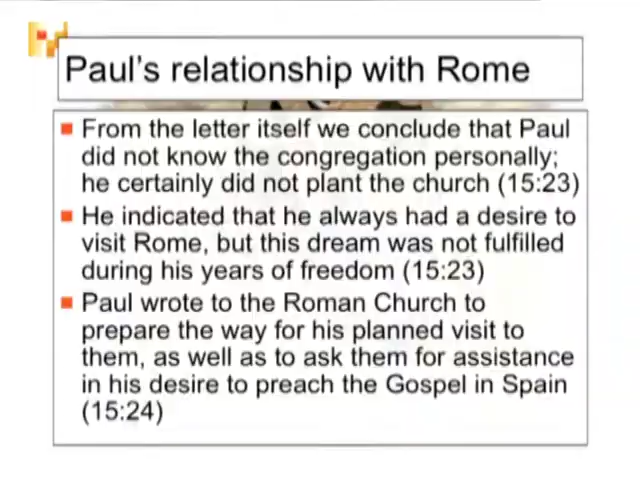 Paul's relationship with Rome
From the letter itself we conclude that Paul
did not know the congregation personally;
he certainly did not plant the church (15:23)
He indicated that he always had a desire to
visit Rome, but this dream was not fulfilled
during his years of freedom (15:23)
Paul wrote to the Roman Church to
prepare the way for his planned visit to
them, as well as to ask them for assistance
in his desire to preach the Gospel in Spain
(15:24)